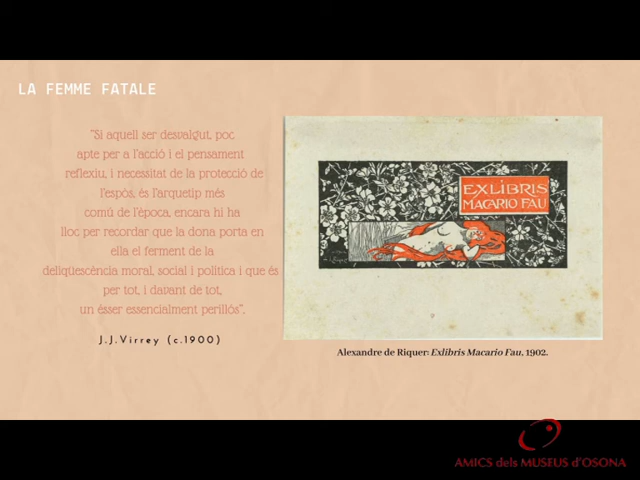 LA FEMME FATALE
"Si aquell ser desvalgut, poc
apte per a l'acció i el pensament
reflexiu, i necessitat de la protecció de
l'espòs, és l'arquetip més
comú de l'època, encara hi ha
lloc per recordar que la dona porta en
ella el ferment de la
deliqüescència moral, social i política i que és
per tot, i davant de tot,
un ésser essencialment perillós".
J.J.Virrey (c.1900)
EXLIBRIS
MACARIO FAU
Alexandre de Riquer: Exlibris Macario Fau, 1902.
AMICS dels MUSEUS d'OSONA